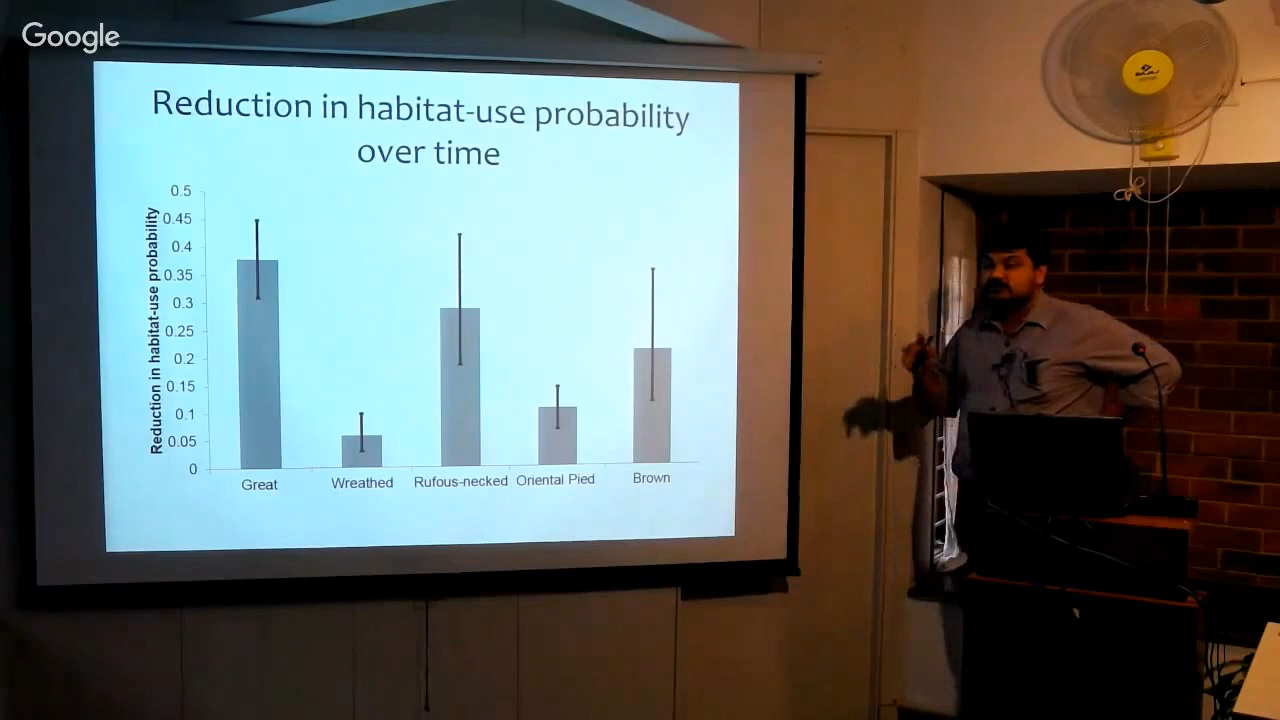 Google
Reduction in habitat-use probability
over time
Reduction in habitat-use probability
0.5
0.45
0.4
0.35
0.3
0.25
0.2
0.15
0.1
0.05
0
Great
Wreathed
Rufous-necked
Oriental Pied
Brown
BAJAJ